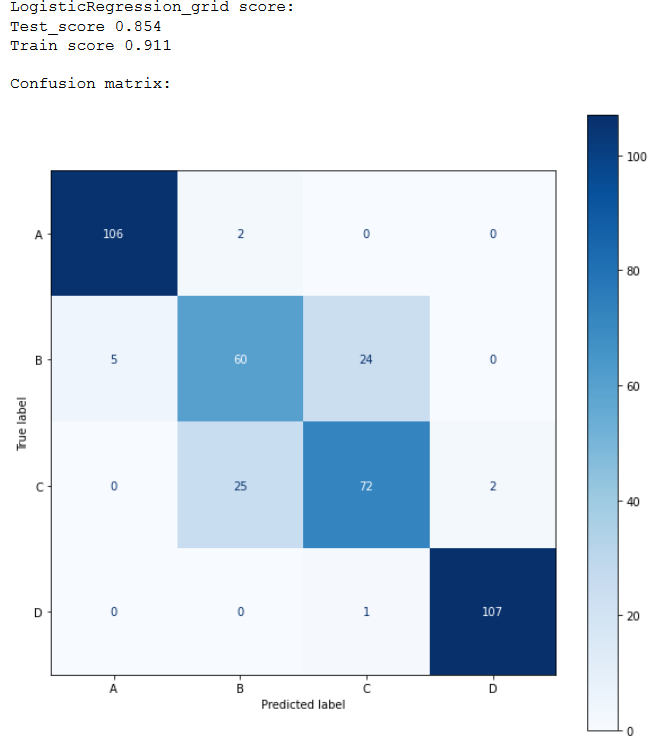 LogisticRegression_grid score:
Test_score 0.854
Train score 0.911
Confusion matrix:
100
80
60
40
20
0
A
106
2
0
0
B
5
60
24
0
C
0
25
72
2
D
0
0
1
107
True label
A
B
C
D
Predicted label